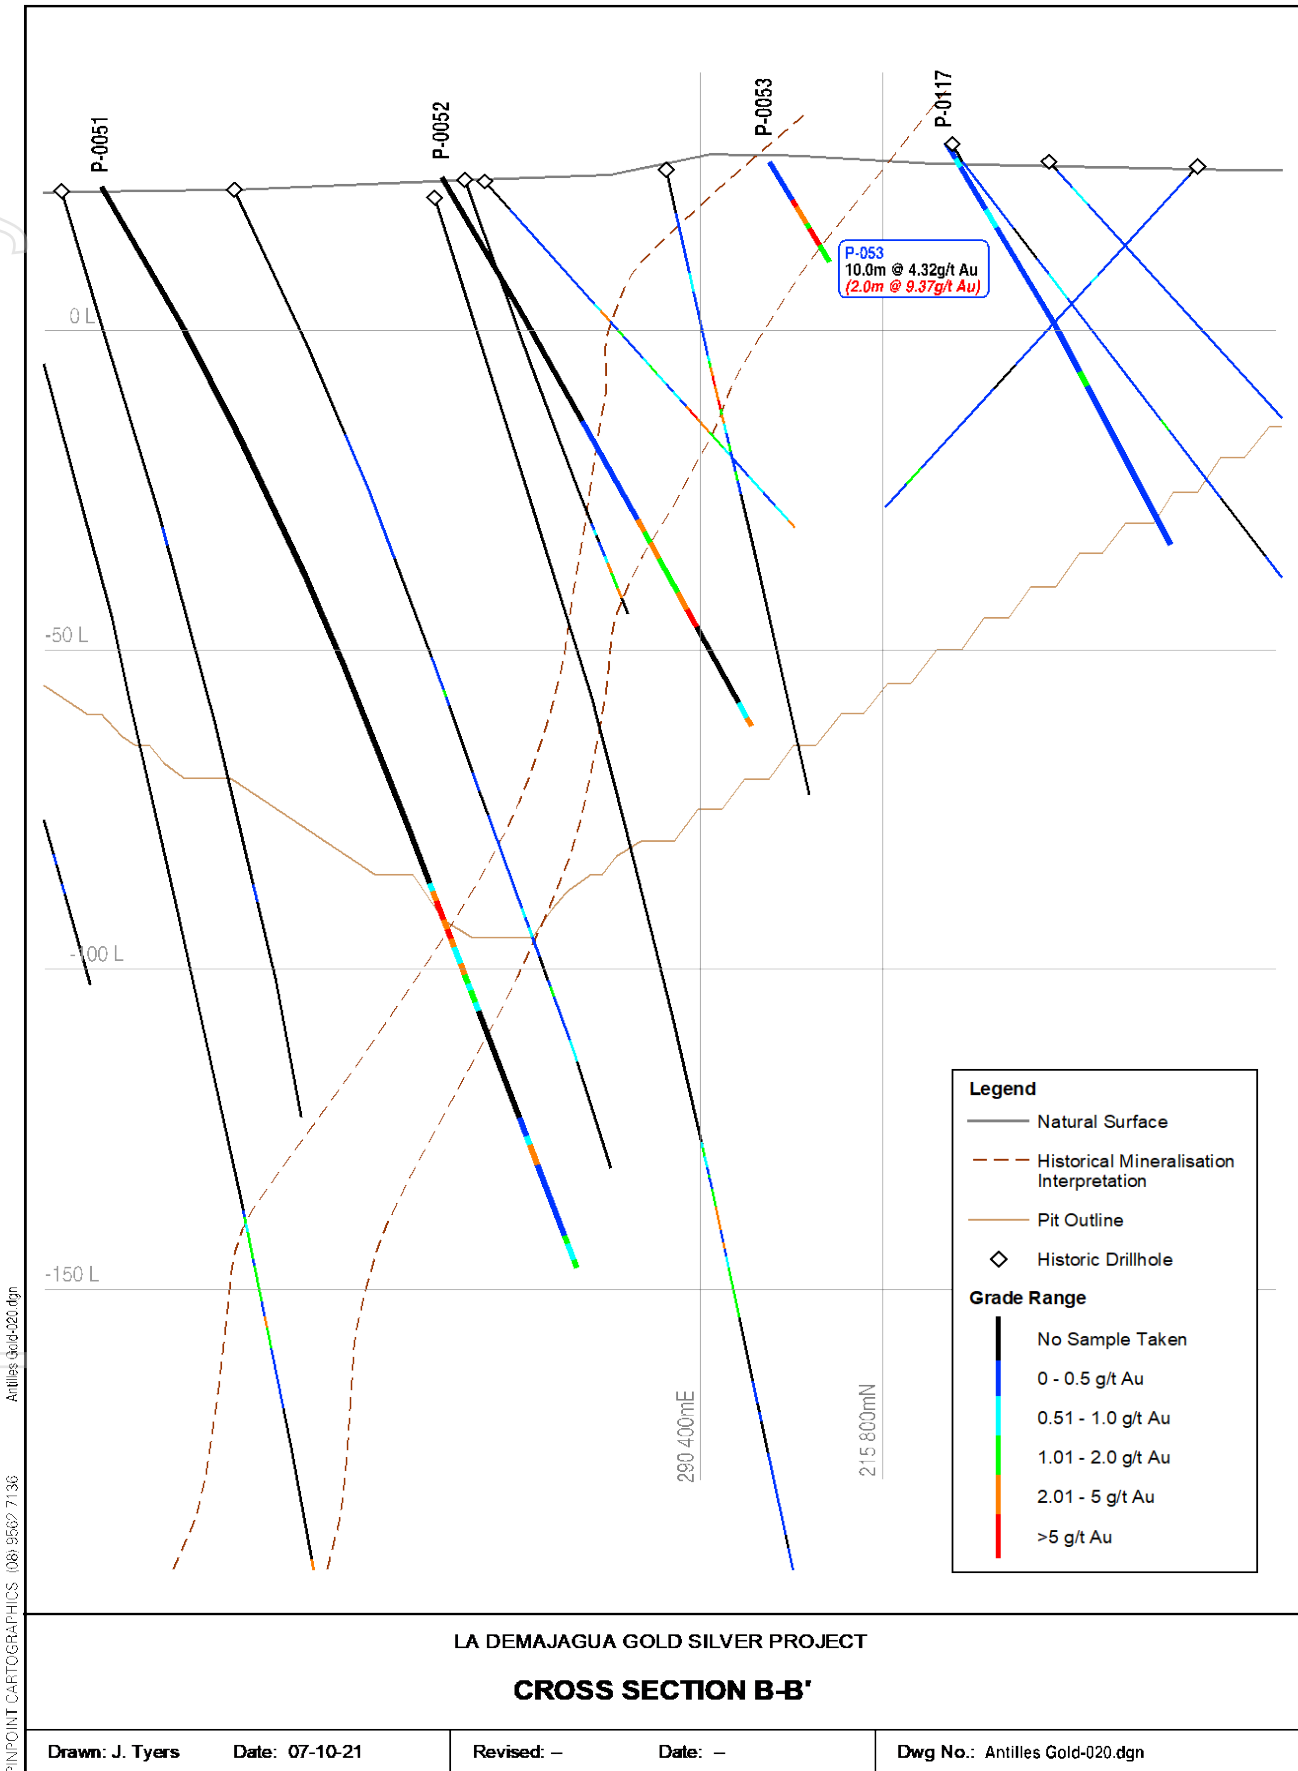 P-0051
P-0052
P-0053
P-0117
P-053
10.0m @ 4.32g/t Au
(2.0m @ 9.37g/t Au)
0 L
-50 L
-100 L
-150 L
290 400mE
215 800mN
Legend
Natural Surface
Historical Mineralisation
Interpretation
Pit Outline
Historic Drillhole
Grade Range
No Sample Taken
0 - 0.5 g/t Au
0.51 - 1.0 g/t Au
1.01 - 2.0 g/t Au
2.01 - 5 g/t Au
>5 g/t Au
PINPOINT CARTOGRAPHICS (08) 9562 7136 Antilles Gold-020.dgn
LA DEMAJAGUA GOLD SILVER PROJECT
CROSS SECTION B-B'
Drawn: J. Tyers Date: 07-10-21 Revised: – Date: – Dwg No.: Antilles Gold-020.dgn